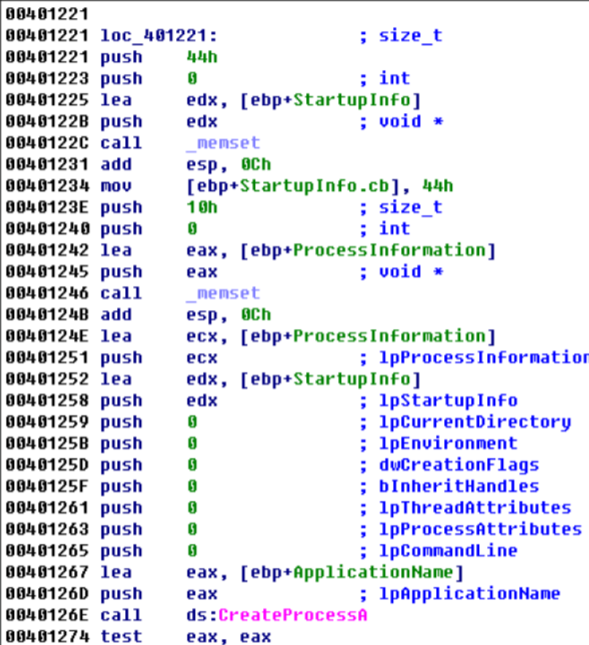 00401221
00401221 loc_401221: ; size_t
00401221 push 44h
00401223 push 0 ; int
00401225 lea edx, [ebp+StartupInfo]
0040122B push edx ; void *
0040122C call _memset
00401231 add esp, 0Ch
00401234 mov [ebp+StartupInfo.cb], 44h
0040123E push 10h ; size_t
00401240 push 0 ; int
00401242 lea eax, [ebp+ProcessInformation]
00401245 push eax ; void *
00401246 call _memset
0040124B add esp, 0Ch
0040124E lea ecx, [ebp+ProcessInformation]
00401251 push ecx ; lpProcessInformation
00401252 lea edx, [ebp+StartupInfo]
00401258 push edx ; lpStartupInfo
00401259 push 0 ; lpCurrentDirectory
0040125B push 0 ; lpEnvironment
0040125D push 0 ; dwCreationFlags
0040125F push 0 ; bInheritHandles
00401261 push 0 ; lpThreadAttributes
00401263 push 0 ; lpProcessAttributes
00401265 push 0 ; lpCommandLine
00401267 lea eax, [ebp+ApplicationName]
0040126D push eax ; lpApplicationName
0040126E call ds:CreateProcessA
00401274 test eax, eax